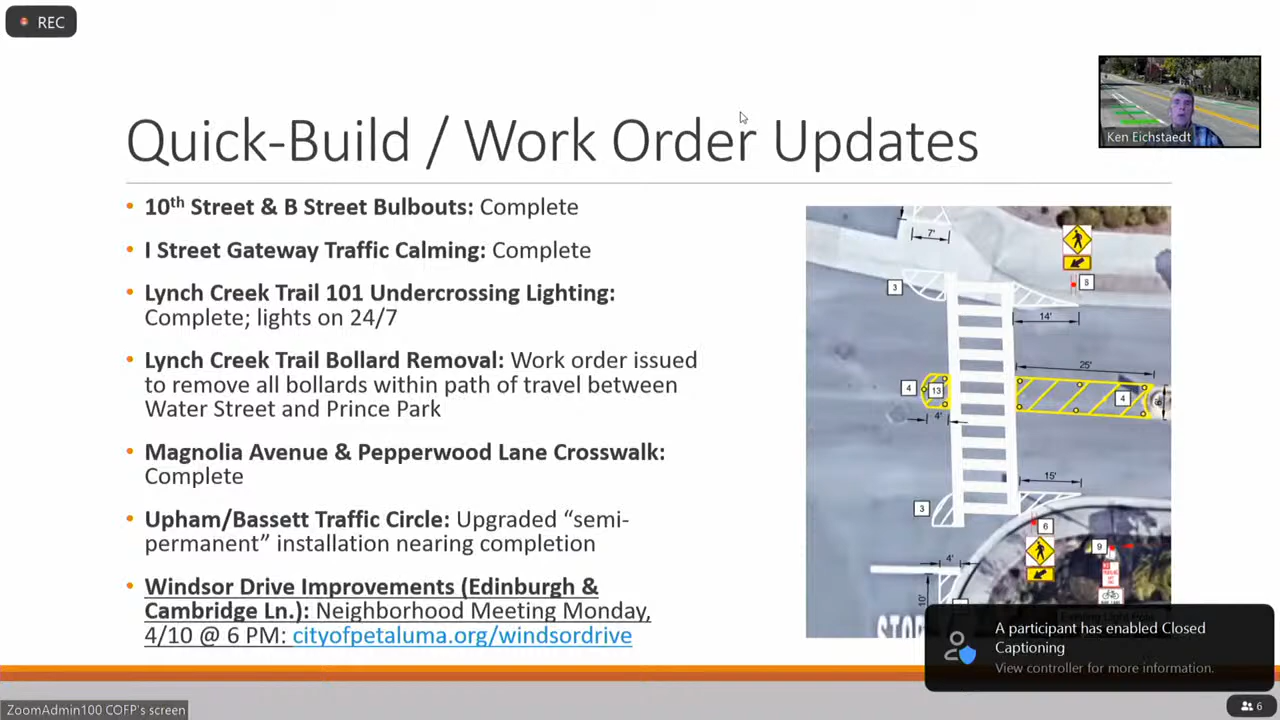 REC
Ken Eichstaedt
Quick-Build / Work Order Updates
• 10th Street & B Street Bulbouts: Complete
• I Street Gateway Traffic Calming: Complete
• Lynch Creek Trail 101 Undercrossing Lighting:
Complete; lights on 24/7
• Lynch Creek Trail Bollard Removal: Work order issued
to remove all bollards within path of travel between
Water Street and Prince Park
• Magnolia Avenue & Pepperwood Lane Crosswalk:
Complete
• Upham/Bassett Traffic Circle: Upgraded “semi-
permanent” installation nearing completion
• Windsor Drive Improvements (Edinburgh &
Cambridge Ln.): Neighborhood Meeting Monday,
4/10 @ 6 PM: cityofpetaluma.org/windsordrive
7'
3
8
14'
25'
4
13
4
4'
15'
3
6
9
4'
10'
STOP
A participant has enabled Closed
Captioning
View controller for more information.
ZoomAdmin100 COFP's screen
6